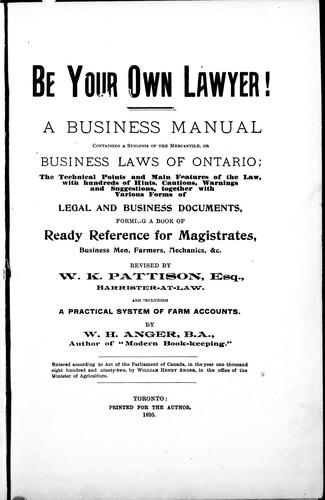 BE YOUR OWN LAWYER!
A BUSINESS MANUAL
CONTAINING A SYNOPSIS OF THE MERCANTILE, OR
BUSINESS LAWS OF ONTARIO;
The Technical Points and Main Features of the Law,
with hundreds of Hints, Cautions, Warnings
and Suggestions, together with
Various Forms of
LEGAL AND BUSINESS DOCUMENTS,
FORMING A BOOK OF
Ready Reference for Magistrates,
Business Men, Farmers, Mechanics, &c.
REVISED BY
W. K. PATTISON, Esq.,
BARRISTER-AT-LAW.
AND INCLUDING
A PRACTICAL SYSTEM OF FARM ACCOUNTS.
BY
W. H. ANGER, B.A.,
Author of "Modern Book-keeping."
Entered according to Act of the Parliament of Canada, in the year one thousand
eight hundred and ninety-two, by WILLIAM HENRY ANGER, in the office of the
Minister of Agriculture.
TORONTO:
PRINTED FOR THE AUTHOR.
1895.